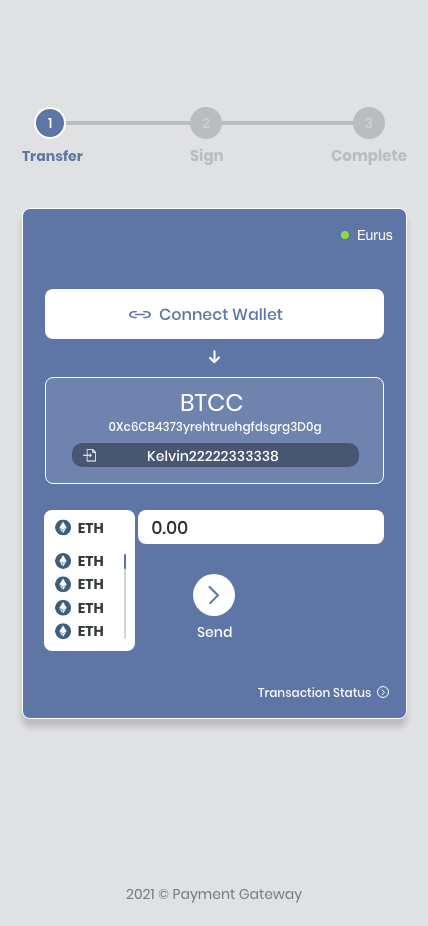 1
2
3
Transfer
Sign
Complete
Eurus
Connect Wallet
BTCC
0Xc6CB4373yrehtruehgfdsgrg3D0g
Kelvin22222333338
ETH
0.00
ETH
ETH
ETH
ETH
Send
Transaction Status
2021 © Payment Gateway